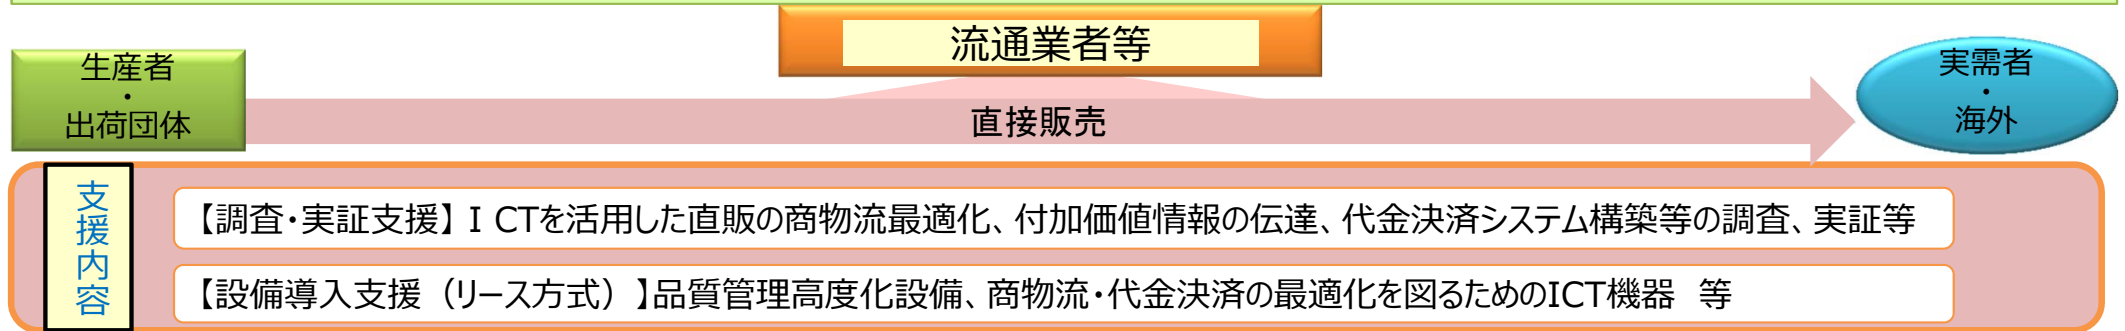 流通業者等
生産者
・
出荷団体
直接販売
実需者
・
海外
支援内容
【調査・実証支援】ＩCTを活用した直販の商物流最適化、付加価値情報の伝達、代金決済システム構築等の調査、実証等
【設備導入支援（リース方式）】品質管理高度化設備、商物流・代金決済の最適化を図るためのICT機器　等